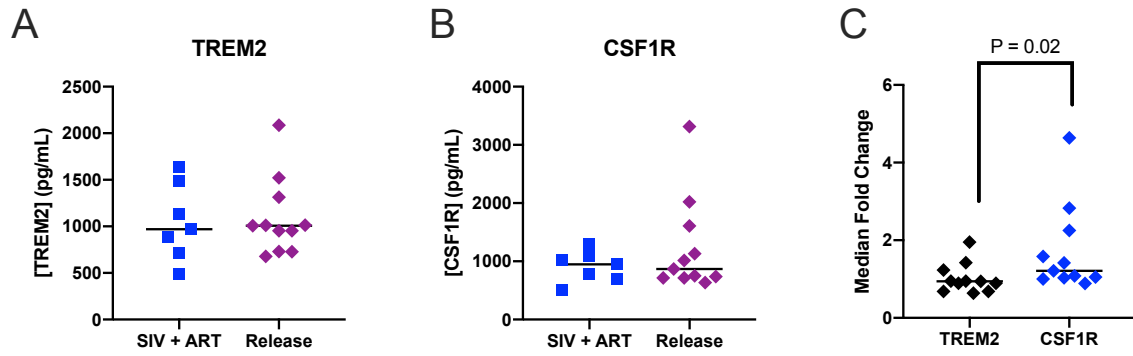 A
TREM2
[TREM2] (pg/mL)
2500
2000
1500
1000
500
0
SIV + ART
Release
B
CSF1R
[CSF1R] (pg/mL)
4000
3000
2000
1000
0
SIV + ART
Release
C
P = 0.02
Median Fold Change
6
4
2
0
TREM2
CSF1R